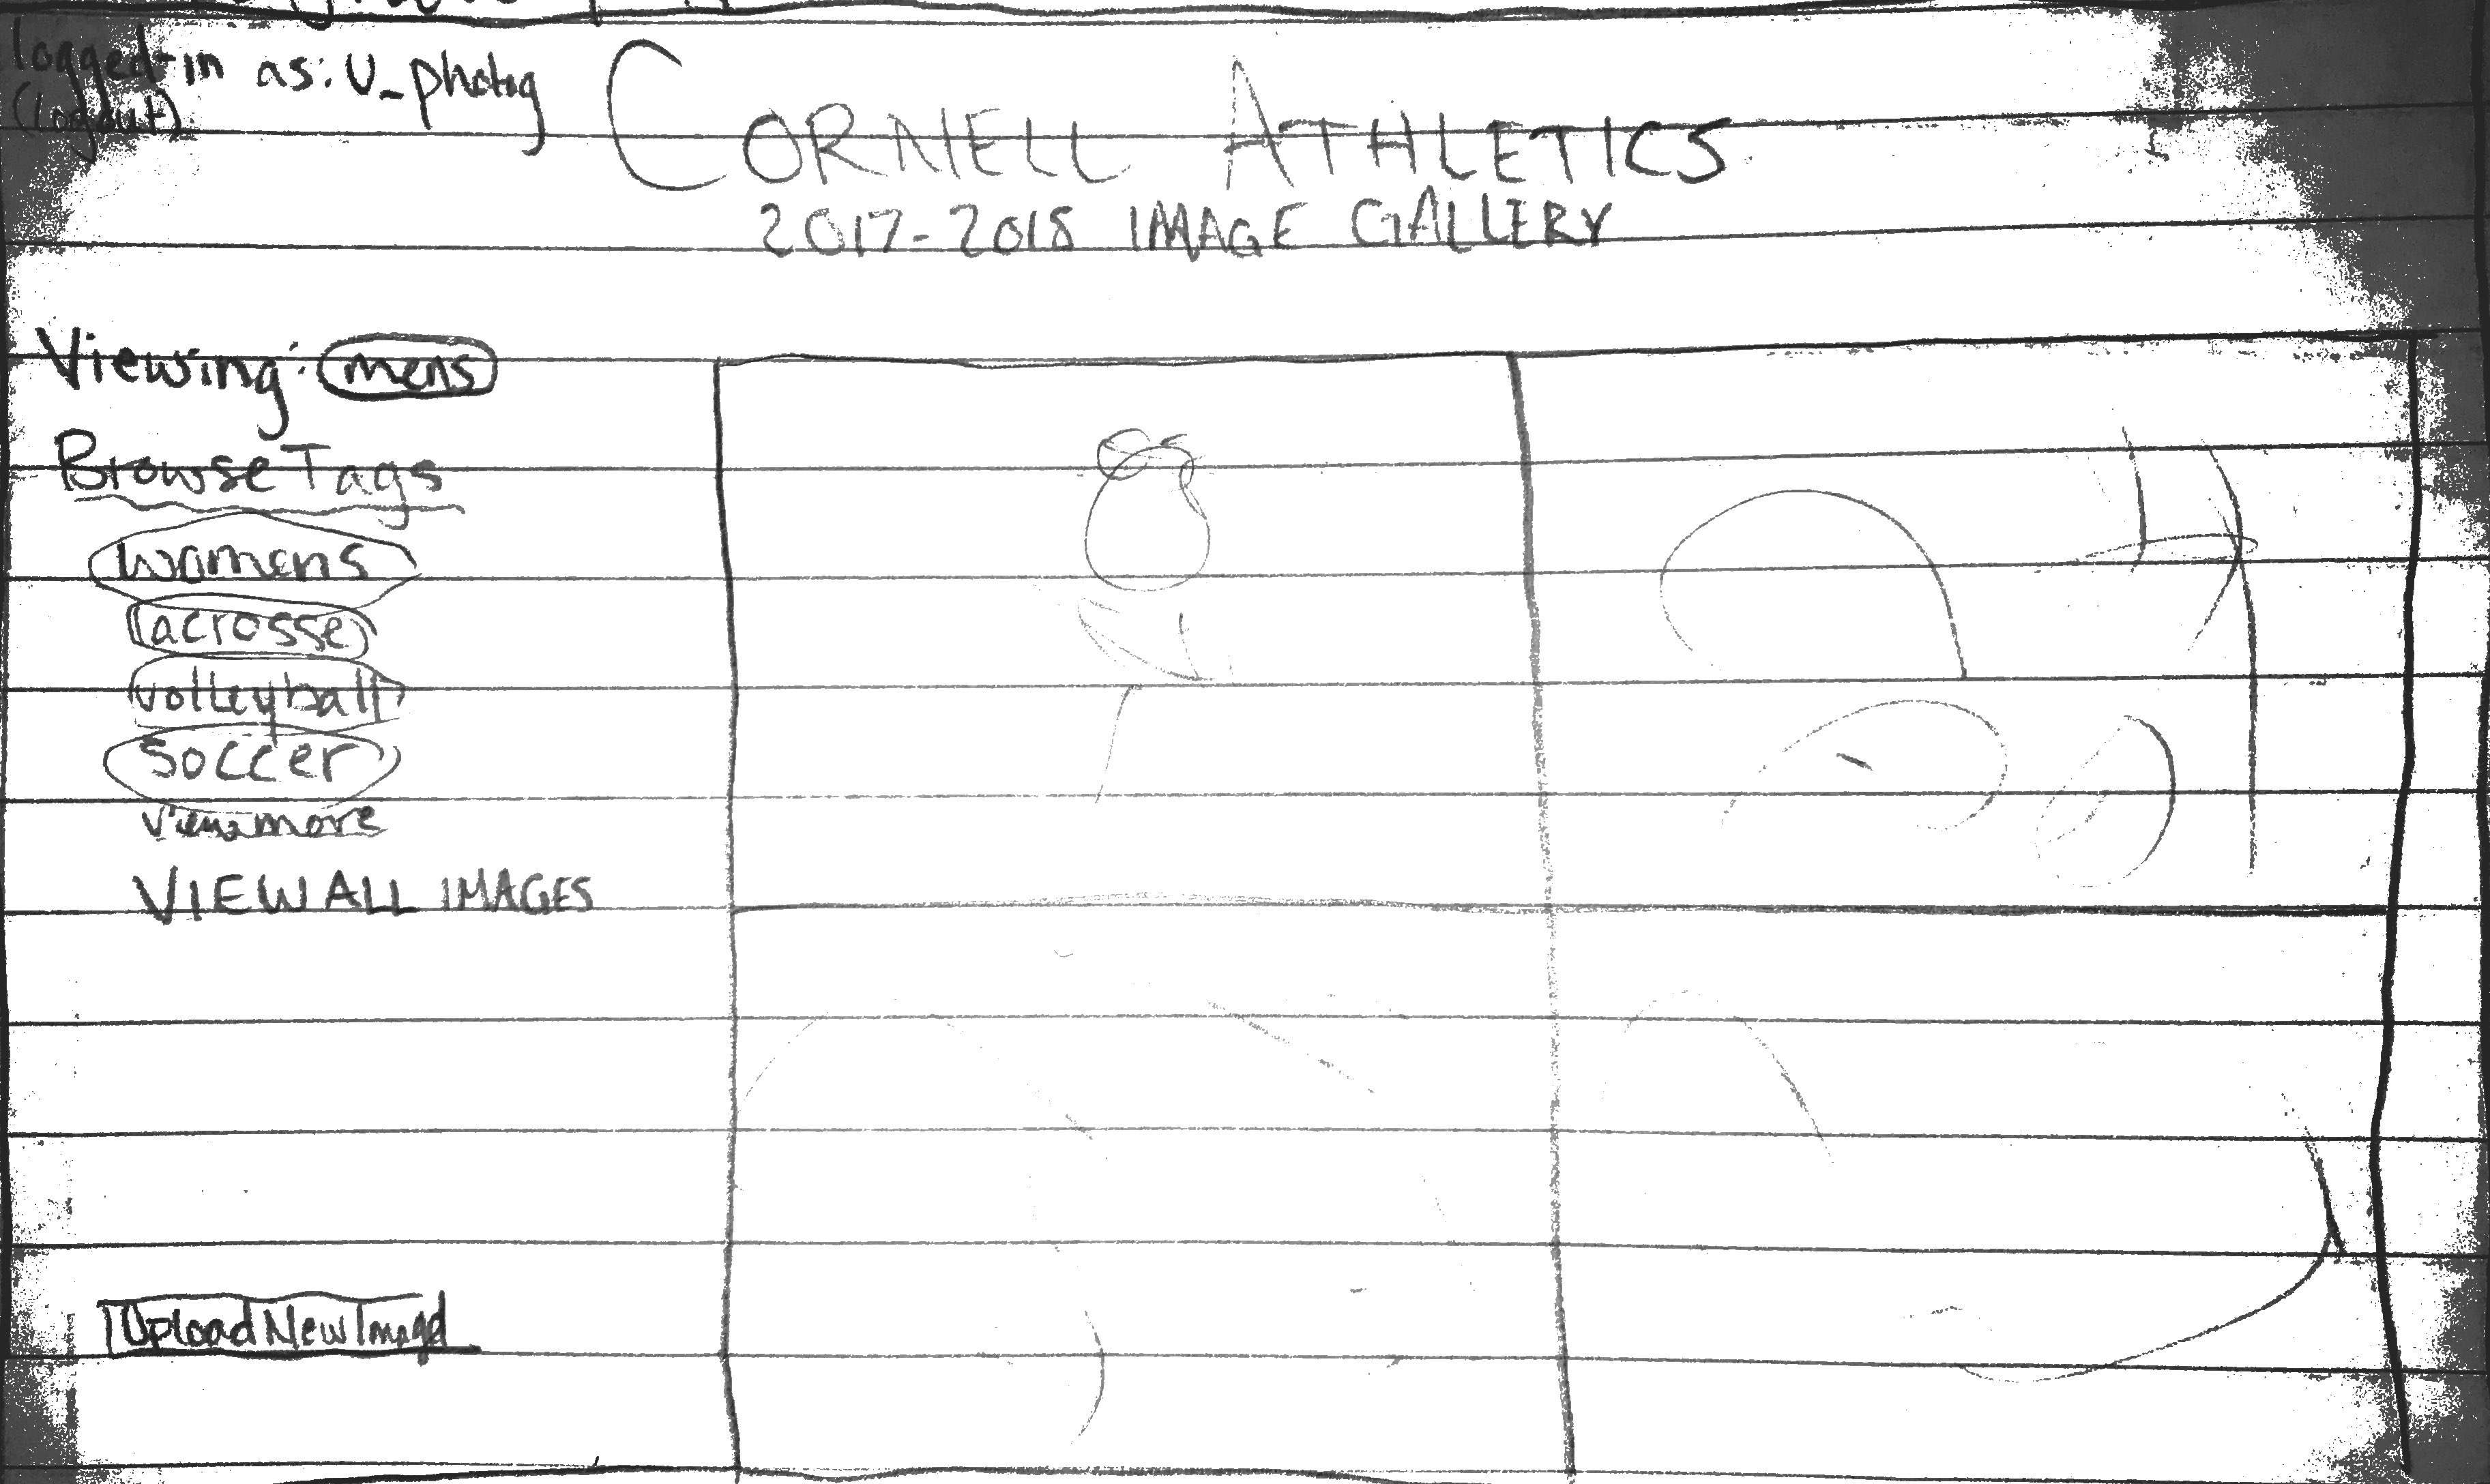 logged-in as: U_photog
(logout)
CORNELL ATHLETICS
2017-2018 IMAGE GALLERY
Viewing: mens
Browse Tags
womens
lacrosse
volleyball
soccer
view more
VIEW ALL IMAGES
Upload New Image